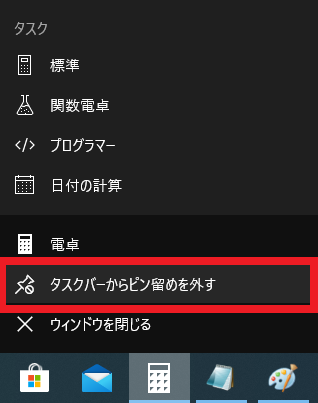 タスク
標準
関数電卓
プログラマー
日付の計算
電卓
タスクバーからピン留めを外す
ウィンドウを閉じる